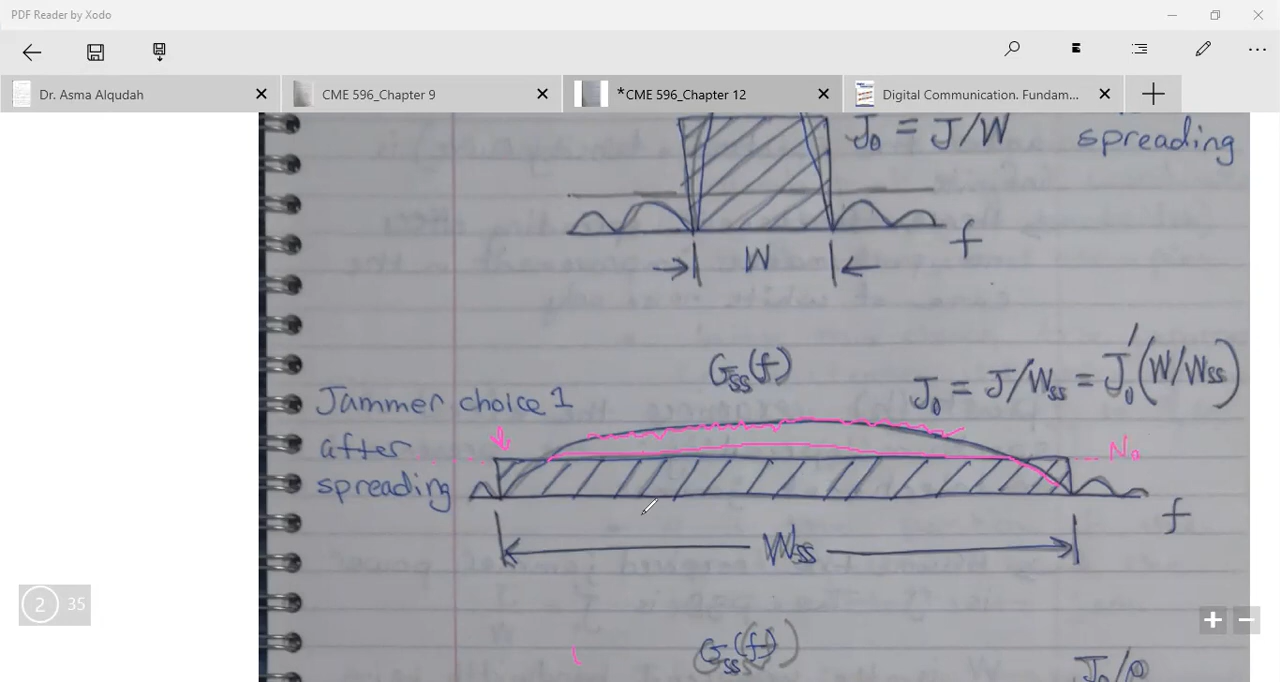 PDF Reader by Xodo
Dr. Asma Alqudah
CME 596_Chapter 9
*CME 596_Chapter 12
Digital Communication. Fundam...
J₀ = J/W
spreading
f
W
Gss(f)
J₀ = J/Wss = J₀'(W/Wss)
Jammer choice 1
after
spreading
N₀
f
Wss
2 35
Gss(f)